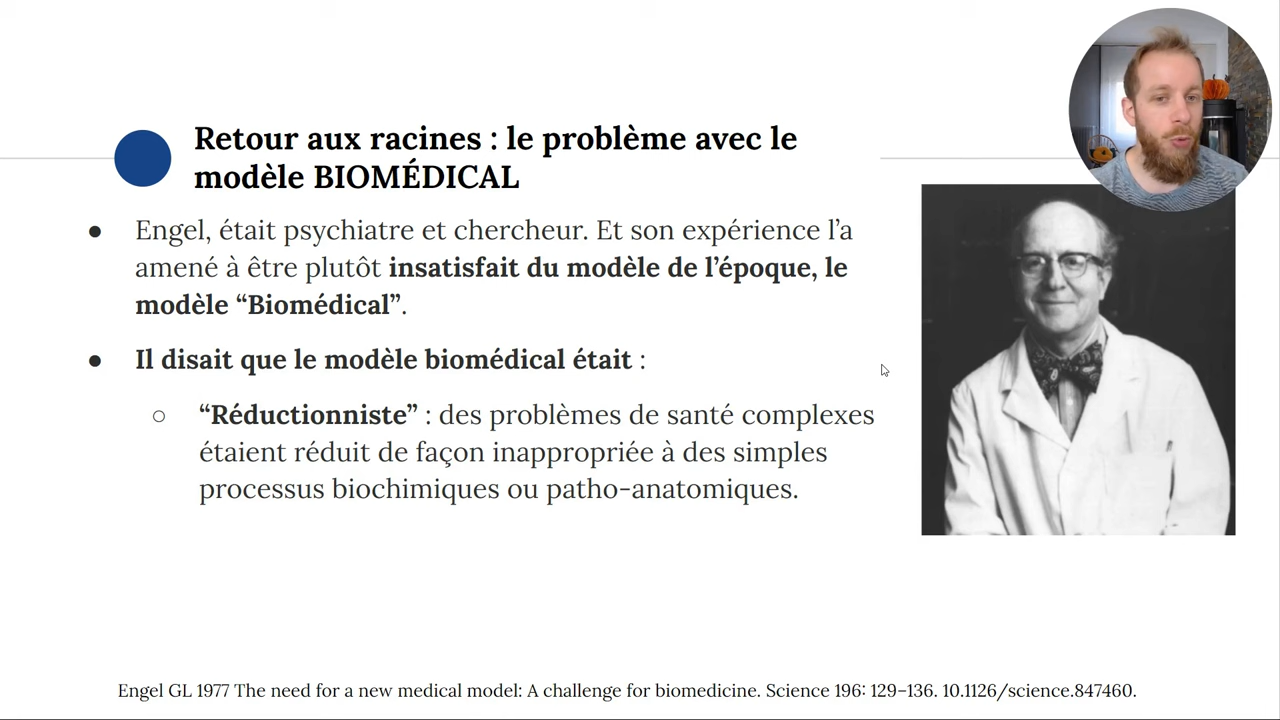 Retour aux racines : le problème avec le
modèle BIOMÉDICAL
● Engel, était psychiatre et chercheur. Et son expérience l’a
amené à être plutôt insatisfait du modèle de l’époque, le
modèle “Biomédical”.
● Il disait que le modèle biomédical était :
○ “Réductionniste” : des problèmes de santé complexes
étaient réduit de façon inappropriée à des simples
processus biochimiques ou patho-anatomiques.
Engel GL 1977 The need for a new medical model: A challenge for biomedicine. Science 196: 129–136. 10.1126/science.847460.